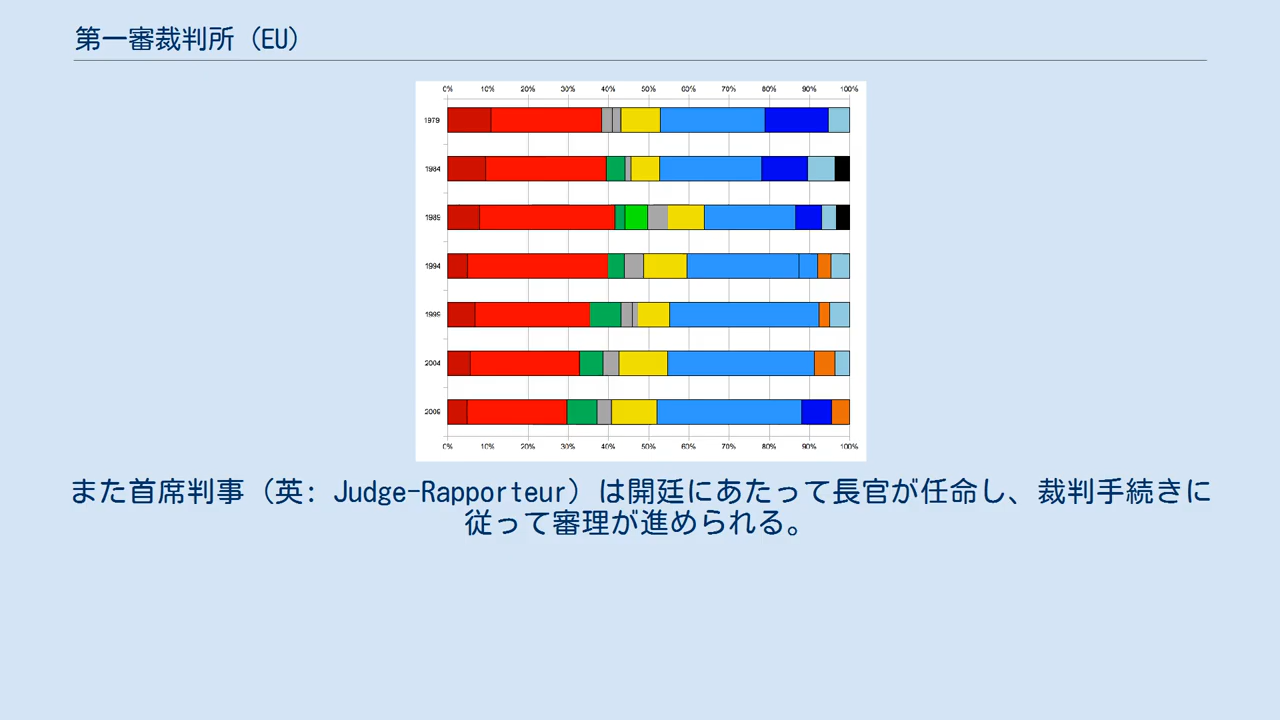 第一審裁判所（EU）
0% 10% 20% 30% 40% 50% 60% 70% 80% 90% 100%
1979
1984
1989
1994
1999
2004
0% 10% 20% 30% 40% 50% 60% 70% 80% 90% 100%
また首席判事（英: Judge-Rapporteur）は開廷にあたって長官が任命し、裁判手続きに
従って審理が進められる。